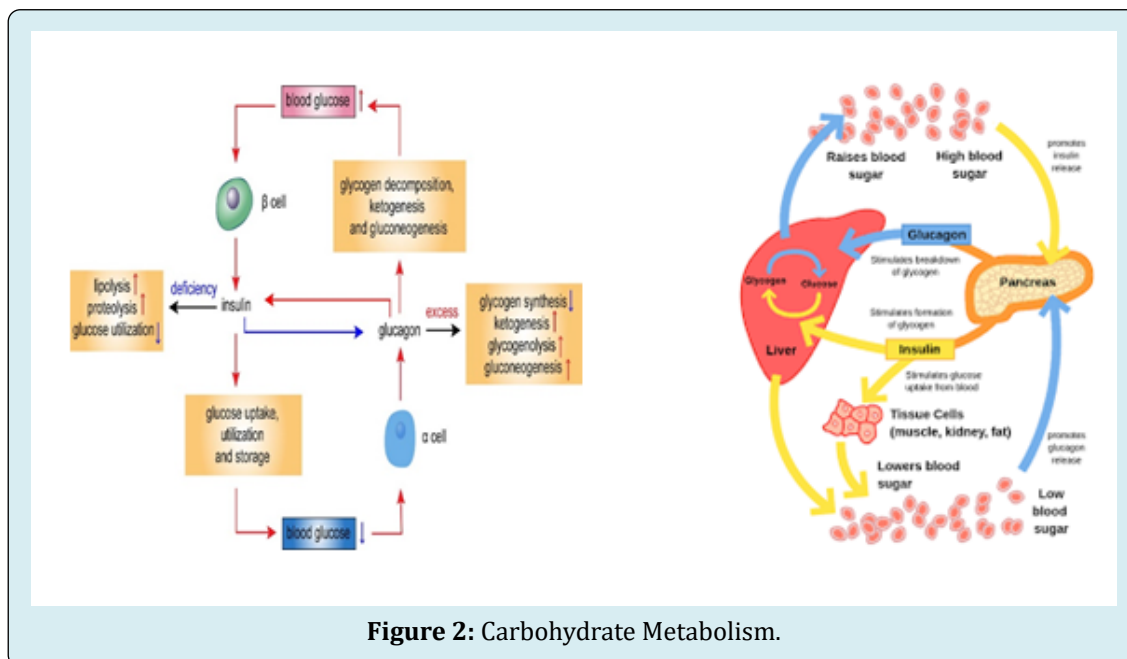 blood glucose ↑
β cell
glycogen decomposition,
ketogenesis
and gluconeogenesis
lipolysis ↑
proteolysis ↑
glucose utilization ↓
deficiency
insulin
glucagon
excess
glycogen synthesis ↓
ketogenesis ↑
glycogenolysis ↑
gluconeogenesis ↑
glucose uptake,
utilization
and storage
α cell
blood glucose ↓
Raises blood
sugar
High blood
sugar
promotes
insulin
release
Glucagon
Stimulates breakdown
of glycogen
Pancreas
Glycogen
Glucose
Stimulates formation
of glycogen
Liver
Insulin
Stimulates glucose
uptake from blood
Tissue Cells
(muscle, kidney, fat)
promotes
glucagon
release
Lowers blood
sugar
Low
blood
sugar
Figure 2: Carbohydrate Metabolism.